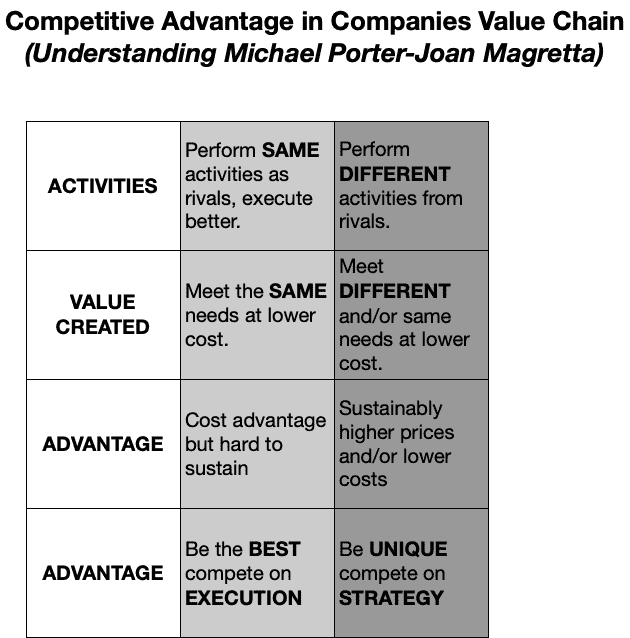 Competitive Advantage in Companies Value Chain
(Understanding Michael Porter-Joan Magretta)
ACTIVITIES
Perform SAME
activities as
rivals, execute
better.
Perform
DIFFERENT
activities from
rivals.
VALUE
CREATED
Meet the SAME
needs at lower
cost.
Meet
DIFFERENT
and/or same
needs at lower
cost.
ADVANTAGE
Cost advantage
but hard to
sustain
Sustainably
higher prices
and/or lower
costs
ADVANTAGE
Be the BEST
compete on
EXECUTION
Be UNIQUE
compete on
STRATEGY